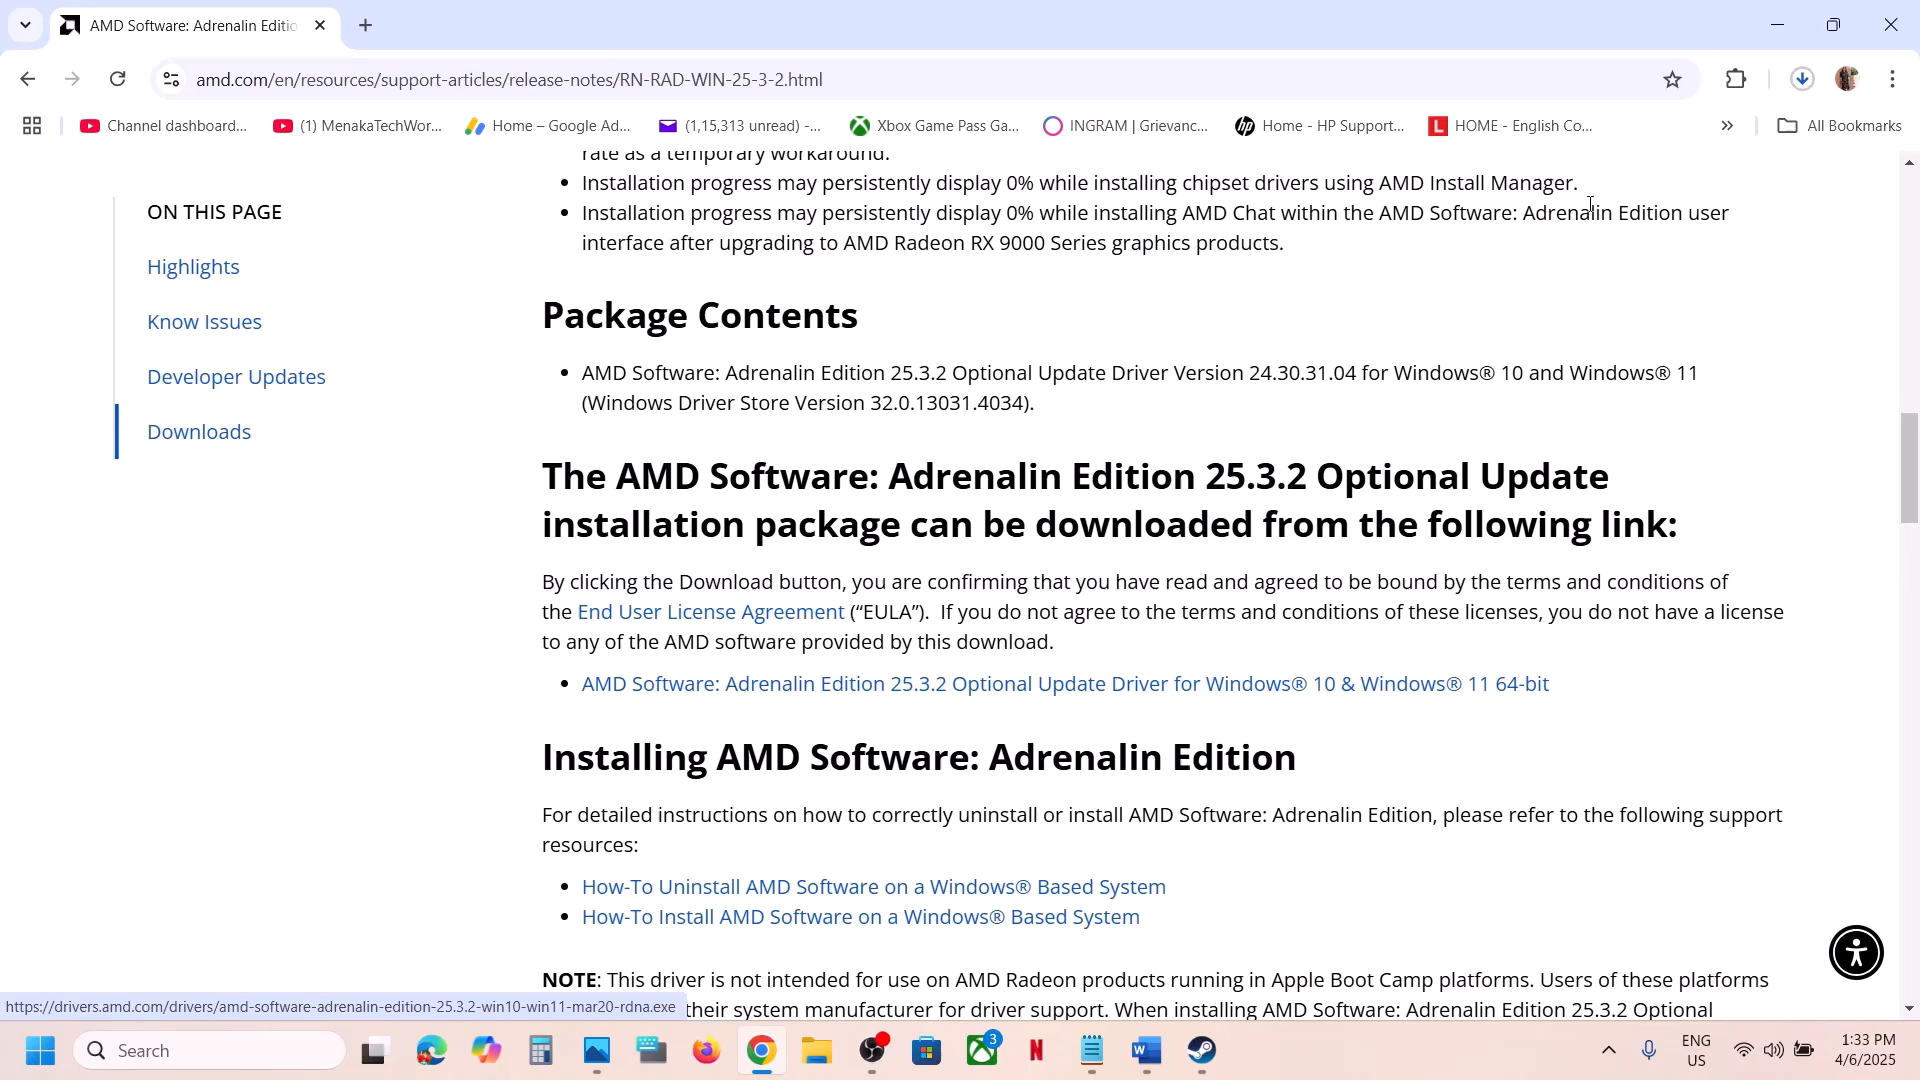 AMD Software: Adrenalin Editio
amd.com/en/resources/support-articles/release-notes/RN-RAD-WIN-25-3-2.html
Channel dashboard...
(1) MenakaTechWor...
Home – Google Ad...
(1,15,313 unread) -...
Xbox Game Pass Ga...
INGRAM | Grievanc...
Home - HP Support...
HOME - English Co...
»
All Bookmarks
ON THIS PAGE
Highlights
Know Issues
Developer Updates
Downloads
rate as a temporary workaround.
• Installation progress may persistently display 0% while installing chipset drivers using AMD Install Manager.
• Installation progress may persistently display 0% while installing AMD Chat within the AMD Software: Adrenalin Edition user
interface after upgrading to AMD Radeon RX 9000 Series graphics products.
Package Contents
• AMD Software: Adrenalin Edition 25.3.2 Optional Update Driver Version 24.30.31.04 for Windows® 10 and Windows® 11
(Windows Driver Store Version 32.0.13031.4034).
The AMD Software: Adrenalin Edition 25.3.2 Optional Update
installation package can be downloaded from the following link:
By clicking the Download button, you are confirming that you have read and agreed to be bound by the terms and conditions of
the End User License Agreement (“EULA”). If you do not agree to the terms and conditions of these licenses, you do not have a license
to any of the AMD software provided by this download.
• AMD Software: Adrenalin Edition 25.3.2 Optional Update Driver for Windows® 10 & Windows® 11 64-bit
Installing AMD Software: Adrenalin Edition
For detailed instructions on how to correctly uninstall or install AMD Software: Adrenalin Edition, please refer to the following support
resources:
• How-To Uninstall AMD Software on a Windows® Based System
• How-To Install AMD Software on a Windows® Based System
NOTE: This driver is not intended for use on AMD Radeon products running in Apple Boot Camp platforms. Users of these platforms
their system manufacturer for driver support. When installing AMD Software: Adrenalin Edition 25.3.2 Optional
https://drivers.amd.com/drivers/amd-software-adrenalin-edition-25.3.2-win10-win11-mar20-rdna.exe
Search
3
ENG
US
1:33 PM
4/6/2025